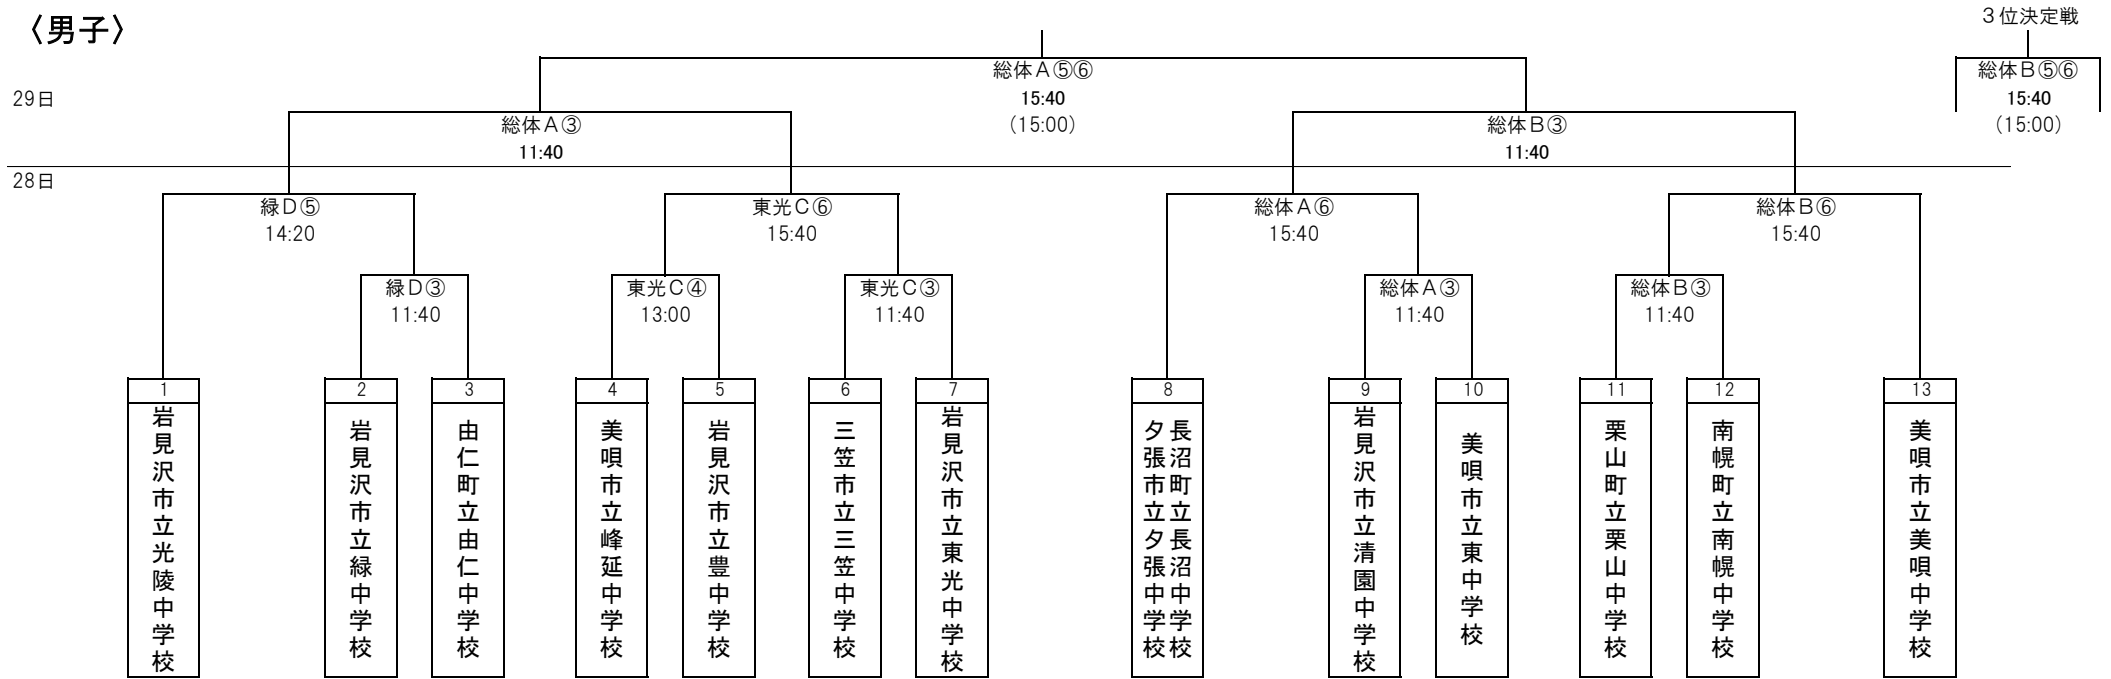 〈男子〉
３位決定戦
総体Ａ⑤⑥
15:40
(15:00)
総体Ｂ⑤⑥
15:40
(15:00)
29日
総体Ａ③
11:40
総体Ｂ③
11:40
28日
緑Ｄ⑤
14:20
東光Ｃ⑥
15:40
総体Ａ⑥
15:40
総体Ｂ⑥
15:40
緑Ｄ③
11:40
東光Ｃ④
13:00
東光Ｃ③
11:40
総体Ａ③
11:40
総体Ｂ③
11:40
1
岩見沢市立光陵中学校
2
岩見沢市立緑中学校
3
由仁町立由仁中学校
4
美唄市立峰延中学校
5
岩見沢市立豊中学校
6
三笠市立三笠中学校
7
岩見沢市立東光中学校
8
長沼町立長沼中学校
夕張市立夕張中学校
9
岩見沢市立清園中学校
10
美唄市立東中学校
11
栗山町立栗山中学校
12
南幌町立南幌中学校
13
美唄市立美唄中学校